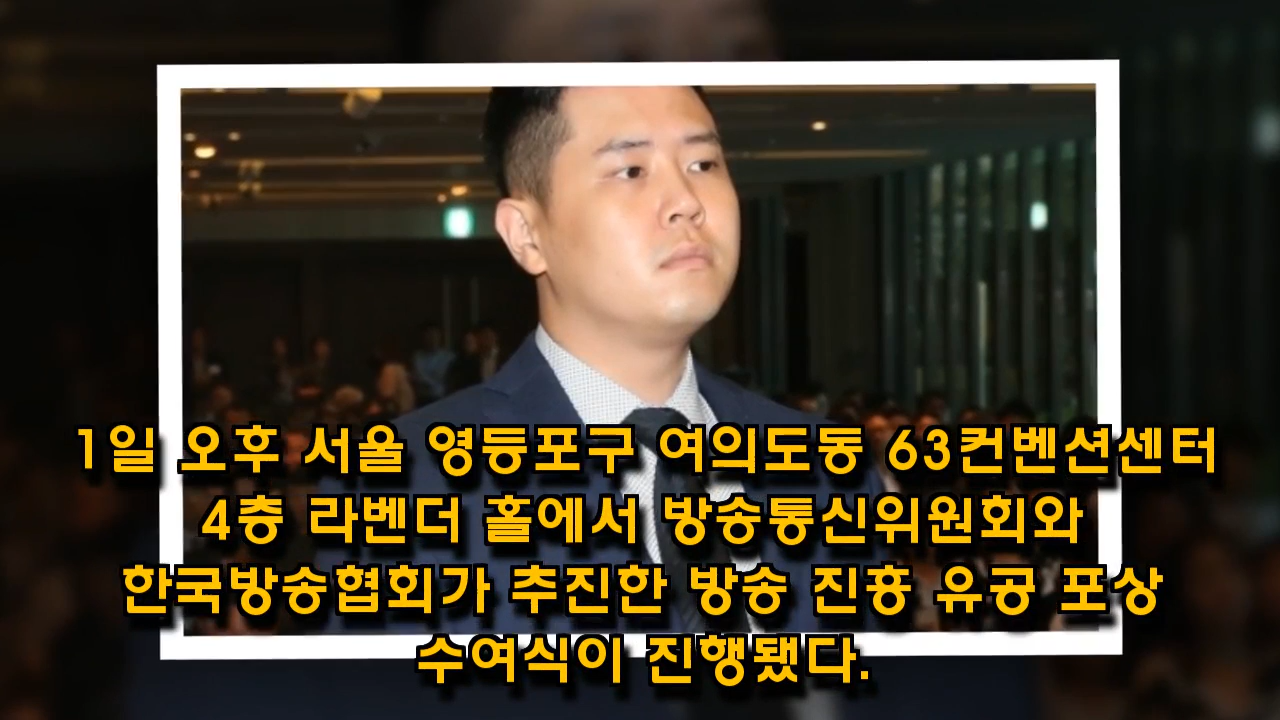 1일 오후 서울 영등포구 여의도동 63컨벤션센터
4층 라벤더 홀에서 방송통신위원회와
한국방송협회가 추진한 방송 진흥 유공 포상
수여식이 진행됐다.